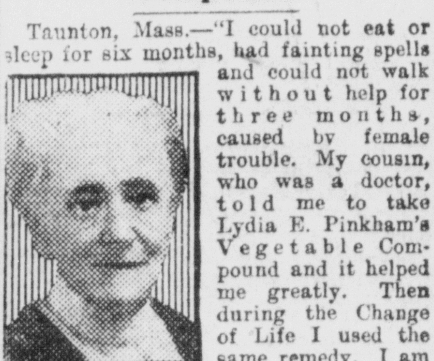 Taunton, Mass.—"I could not eat or
sleep for six months, had fainting spells
and could not walk
without help for
three months,
caused by female
trouble. My cousin,
who was a doctor,
told me to take
Lydia E. Pinkham's
Vegetable Com-
pound and it helped
me greatly. Then
during the Change
of Life I used the
same remedy. I am